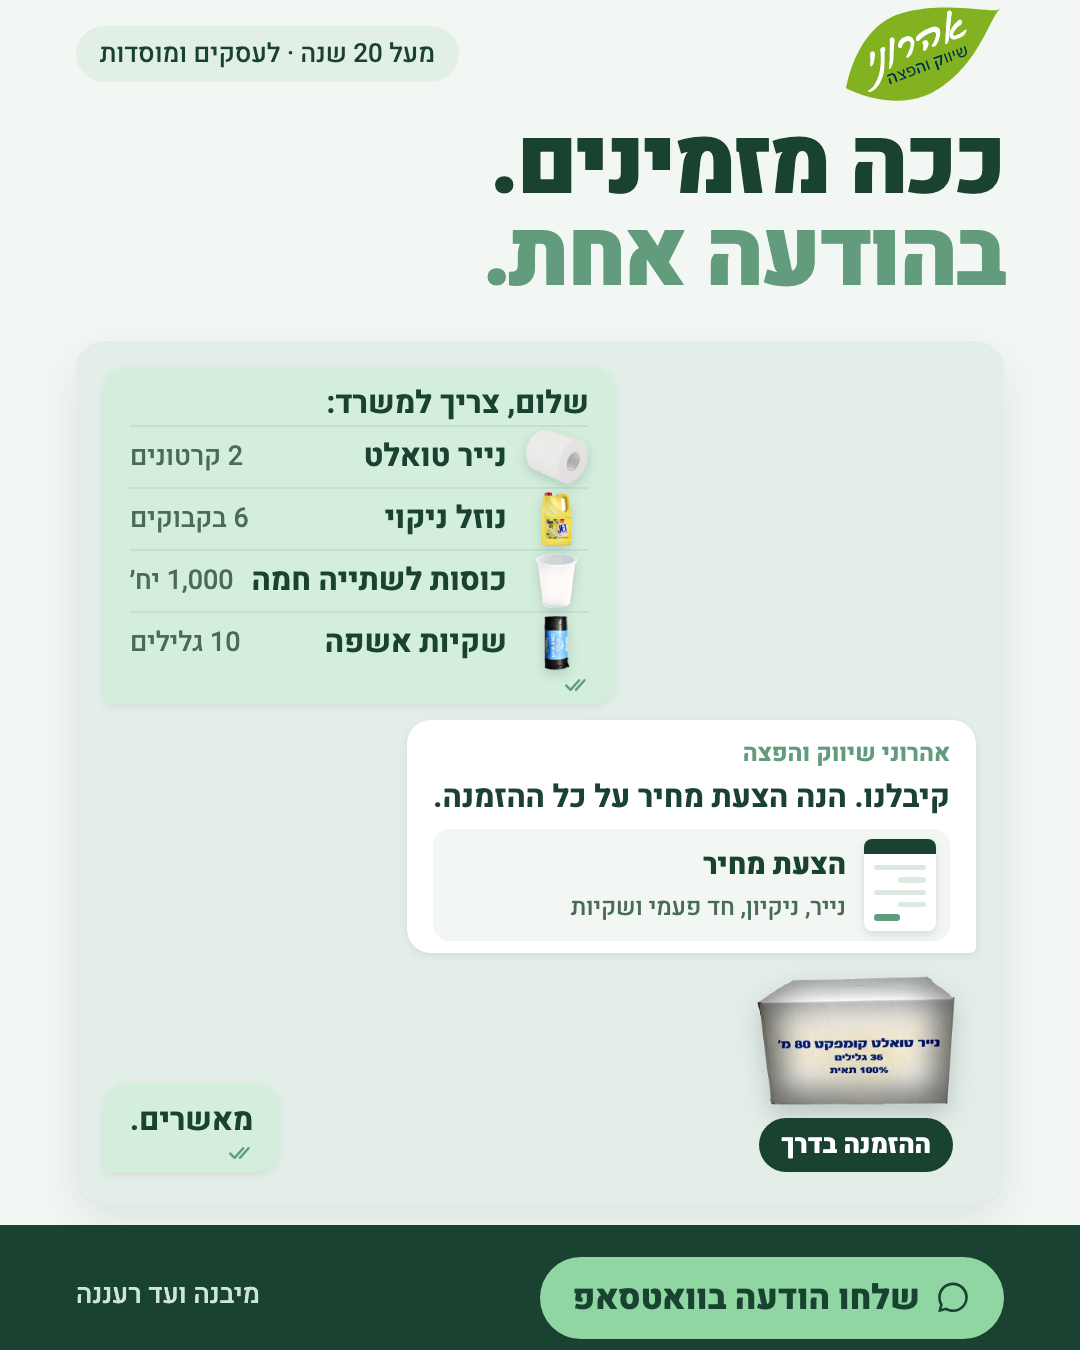 אהרוני
שיווק והפצה
מעל 20 שנה · לעסקים ומוסדות
ככה מזמינים.
בהודעה אחת.
שלום, צריך למשרד:
נייר טואלט 2 קרטונים
נוזל ניקוי 6 בקבוקים
כוסות לשתייה חמה 1,000 יח׳
שקיות אשפה 10 גלילים
אהרוני שיווק והפצה
קיבלנו. הנה הצעת מחיר על כל ההזמנה.
הצעת מחיר
נייר, ניקיון, חד פעמי ושקיות
נייר טואלט קומפקט 80 מ׳
36 גלילים
100% תאית
מאשרים.
ההזמנה בדרך
שלחו הודעה בוואטסאפ
מיבנה ועד רעננה